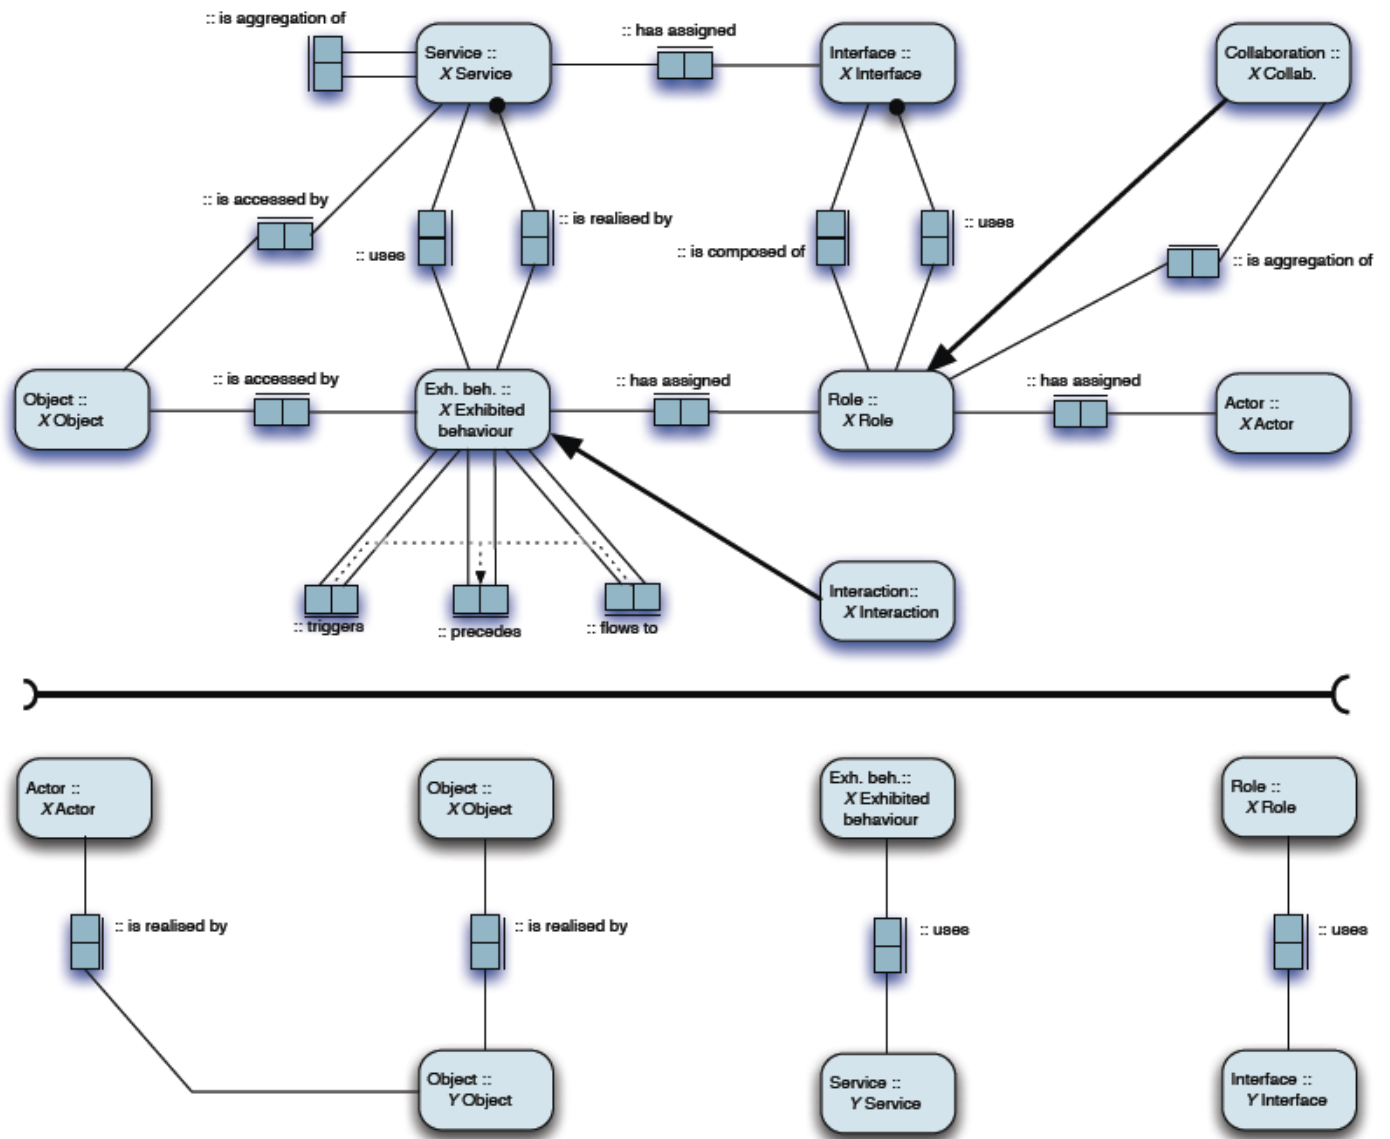 :: is aggregation of
Service ::
X Service
:: has assigned
Interface ::
X Interface
Collaboration ::
X Collab.
:: is accessed by
:: uses
:: is realised by
:: is composed of
:: uses
:: is aggregation of
Object ::
X Object
:: is accessed by
Exh. beh. ::
X Exhibited
behaviour
:: has assigned
Role ::
X Role
:: has assigned
Actor ::
X Actor
Interaction::
X Interaction
:: triggers
:: precedes
:: flows to
Actor ::
X Actor
Object ::
X Object
Exh. beh.::
X Exhibited
behaviour
Role ::
X Role
:: is realised by
:: is realised by
:: uses
:: uses
Object ::
Y Object
Service ::
Y Service
Interface ::
Y Interface